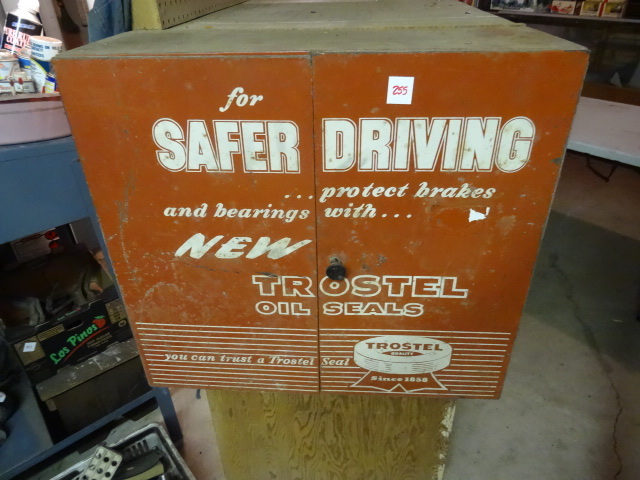 for
255
SAFER DRIVING
... protect brakes
and bearings with...
NEW
TROSTEL
OIL SEALS
you can trust a Trostel Seal
TROSTEL
QUALITY
Since 1858
Los Pinos